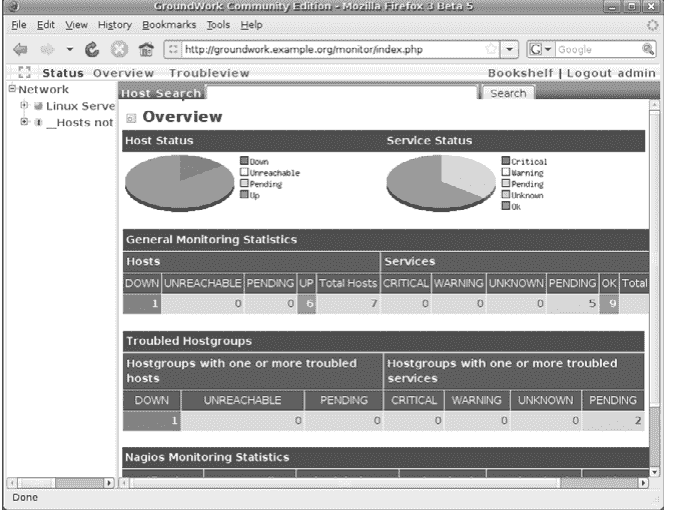 GroundWork Community Edition - Mozilla Firefox 3 Beta 5
File Edit View History Bookmarks Tools Help
http://groundwork.example.org/monitor/index.php
G Google
Status Overview Troubleview
Bookshelf | Logout admin
Network
Linux Serve
__Hosts not
Host Search
Search
Overview
Host Status
Down
Unreachable
Pending
Up
Service Status
Critical
Warning
Pending
Unknown
Ok
General Monitoring Statistics
Hosts Services
DOWN UNREACHABLE PENDING UP Total Hosts CRITICAL WARNING UNKNOWN PENDING OK Total
1 0 0 6 7 0 0 0 5 9
Troubled Hostgroups
Hostgroups with one or more troubled hosts
Hostgroups with one or more troubled services
DOWN UNREACHABLE PENDING CRITICAL WARNING UNKNOWN PENDING
1 0 0 0 0 0 2
Nagios Monitoring Statistics
Done